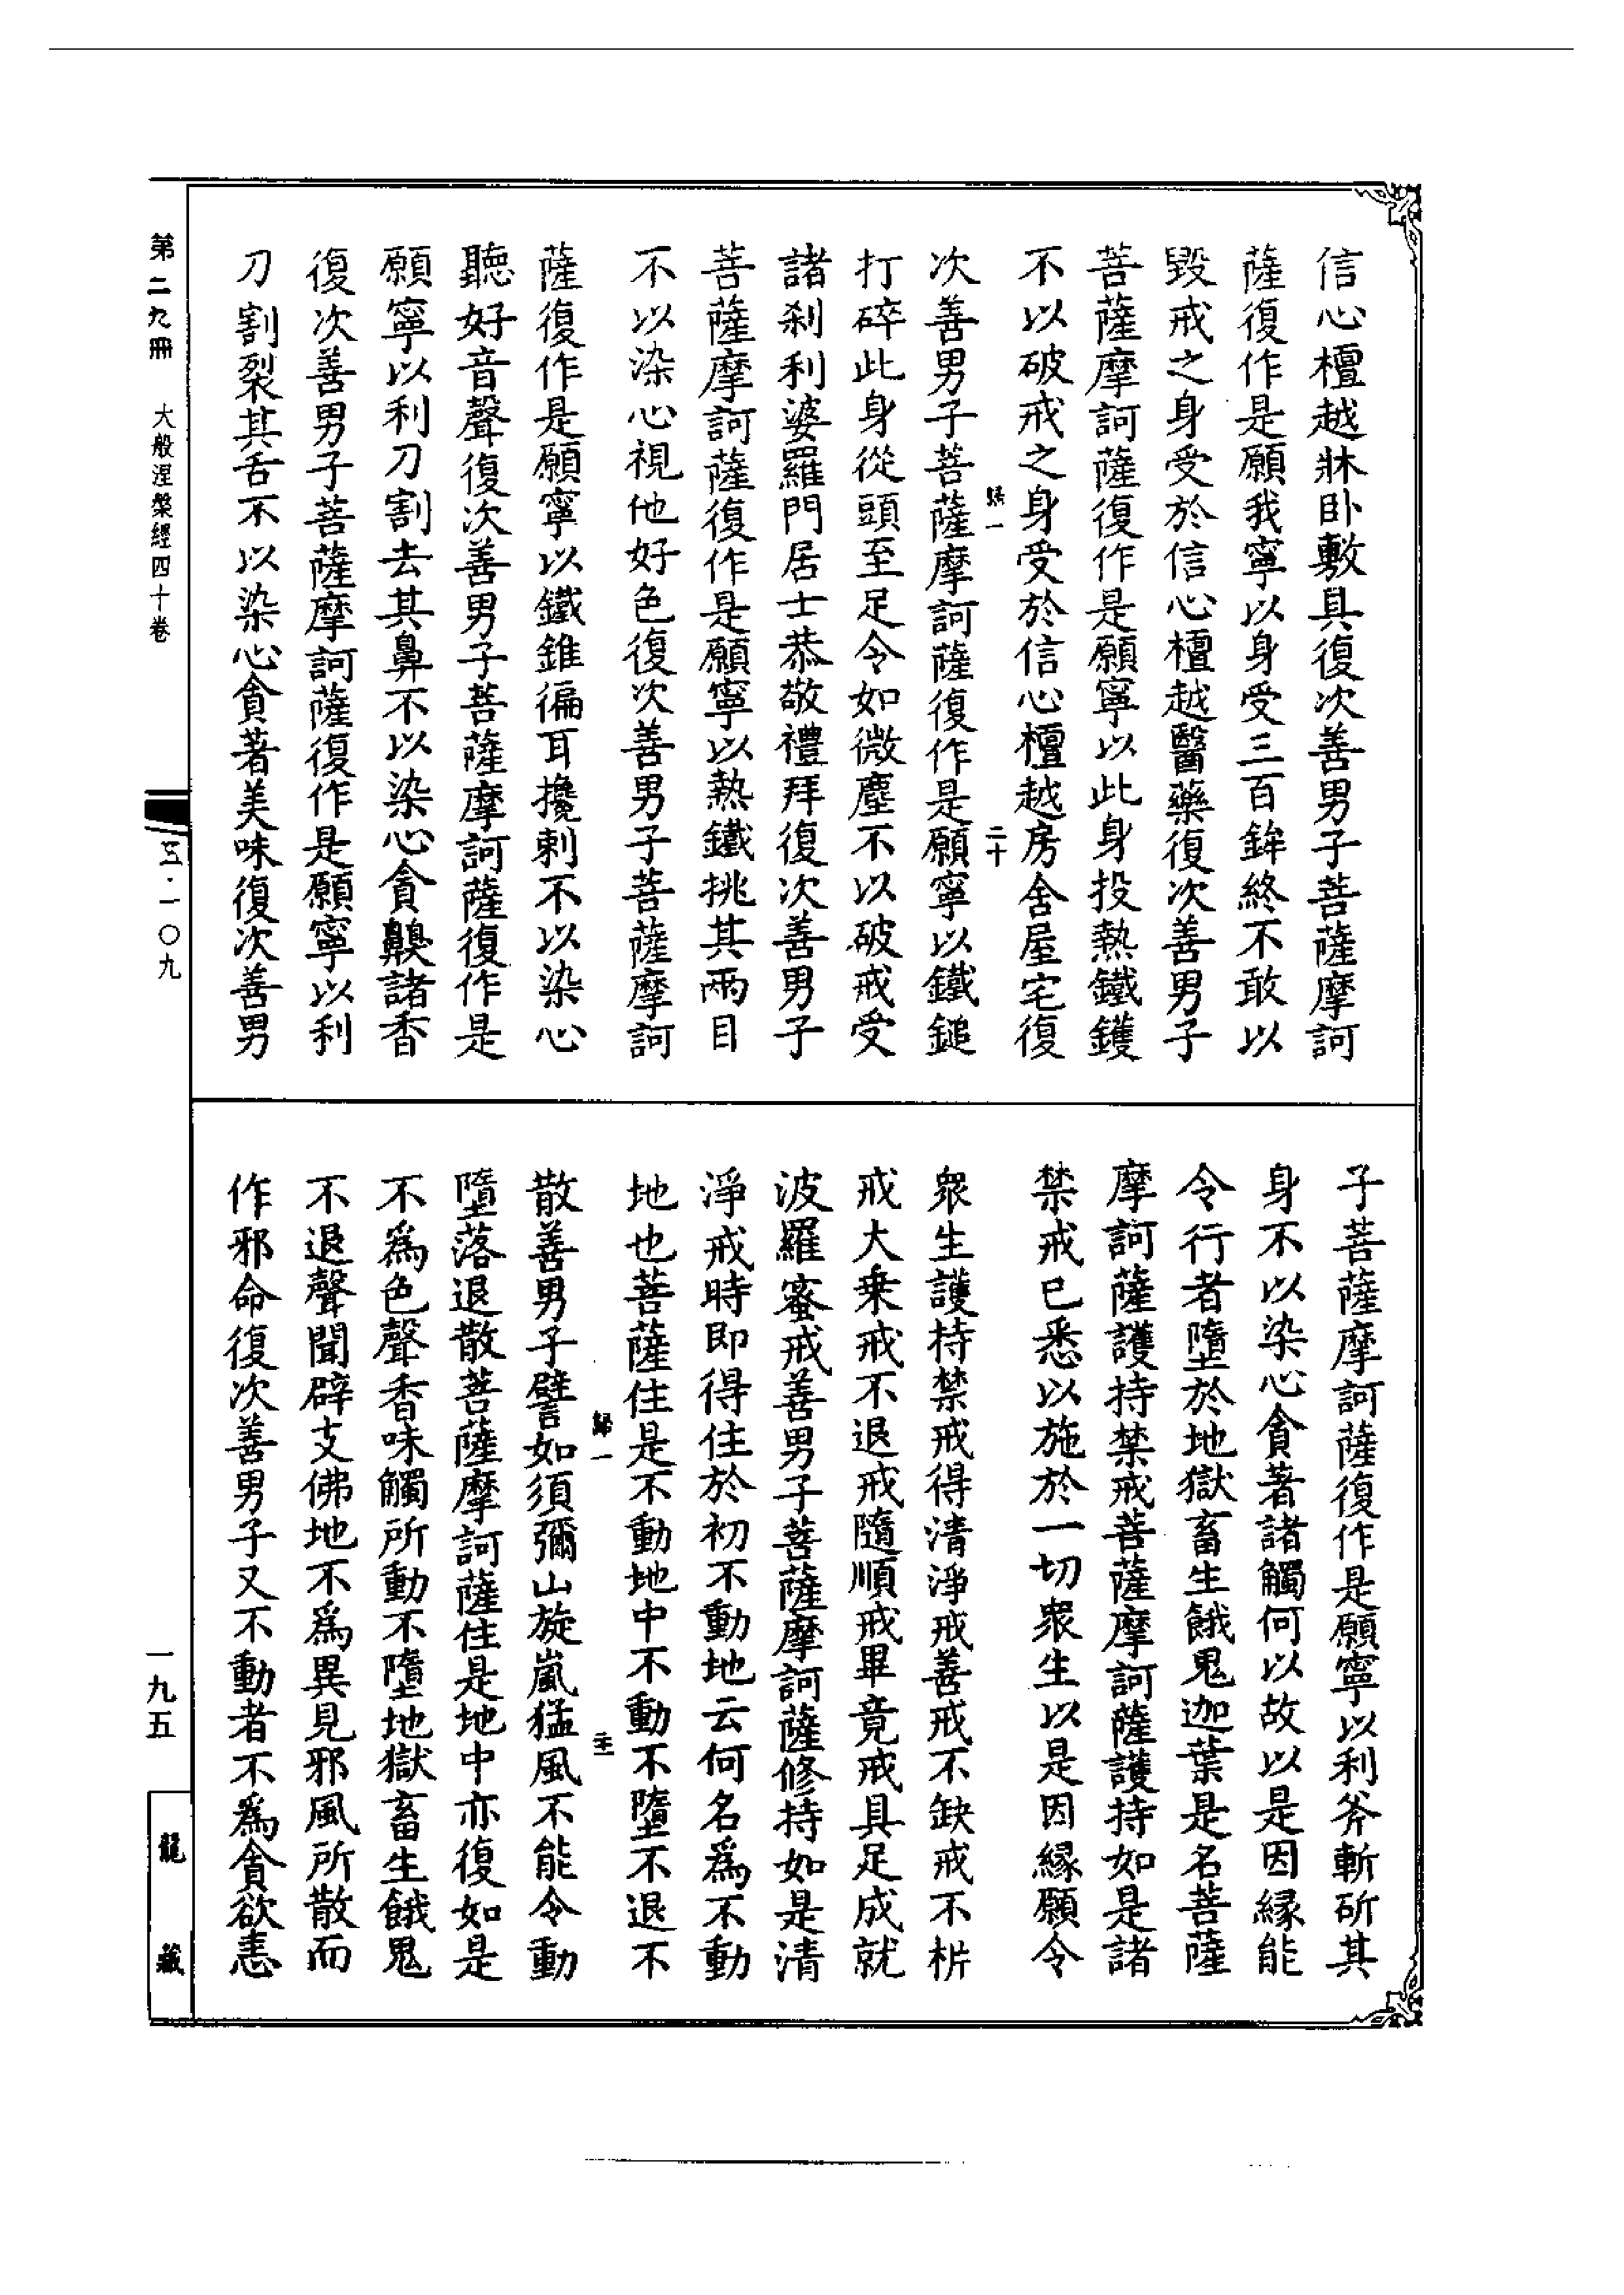 信心檀越牀卧敷具復次善男子菩薩摩訶
薩復作是願我寧以身受三百鉾終不敢以
毀戒之身受於信心檀越醫藥復次善男子
菩薩摩訶薩復作是願寧以此身投熱鐵鑊
不以破戒之身受於信心檀越房舍屋宅復
歸一
二十
次善男子菩薩摩訶薩復作是願寧以鐵鎚
打碎此身從頭至足令如微塵不以破戒受
諸刹利婆羅門居士恭敬禮拜復次善男子
菩薩摩訶薩復作是願寧以熱鐵挑其兩目
不以染心視他好色復次善男子菩薩摩訶
薩復作是願寧以鐵錐徧耳攙刺不以染心
聽好音聲復次善男子菩薩摩訶薩復作是
願寧以利刀割去其鼻不以染心貪齅諸香
復次善男子菩薩摩訶薩復作是願寧以利
刀割裂其舌不以染心貪著美味復次善男
子菩薩摩訶薩復作是願寧以利斧斬斫其
身不以染心貪著諸觸何以故以是因緣能
令行者墮於地獄畜生餓鬼迦葉是名菩薩
摩訶薩護持禁戒菩薩摩訶薩護持如是諸
禁戒已悉以施於一切衆生以是因緣願令
衆生護持禁戒得清淨戒善戒不缺戒不析
戒大乗戒不退戒隨順戒畢竟戒具足成就
波羅蜜戒善男子菩薩摩訶薩修持如是清
淨戒時即得住於初不動地云何名為不動
地也菩薩住是不動地中不動不墮不退不
歸一
散善男子譬如須彌山旋嵐猛風不能令動
墮落退散菩薩摩訶薩住是地中亦復如是
不為色聲香味觸所動不墮地獄畜生餓鬼
不退聲聞辟支佛地不為異見邪風所散而
作邪命復次善男子又不動者不為貪欲恚
第二九冊 大般涅槃經四十卷
五·一〇九
一九五
龍藏